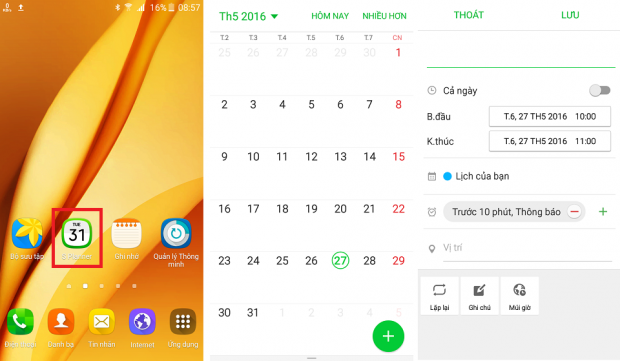 16% 08:57
TUE
31
Bộ sưu tập
S Planner
Ghi nhớ
Quản lý Thông
minh
Điện thoại
Danh bạ
Tin nhắn
Internet
Ứng dụng
Th5 2016
HÔM NAY
NHIỀU HƠN
T.2 T.3 T.4 T.5 T.6 T.7 CN
25 26 27 28 29 30 1
2 3 4 5 6 7 8
9 10 11 12 13 14 15
16 17 18 19 20 21 22
23 24 25 26 27 28 29
30 31 1 2 3 4 5
THOÁT
LƯU
Cả ngày
B.đầu
T.6, 27 TH5 2016 10:00
K.thúc
T.6, 27 TH5 2016 11:00
Lịch của bạn
Trước 10 phút, Thông báo
Vị trí
Lặp lại
Ghi chú
Múi giờ